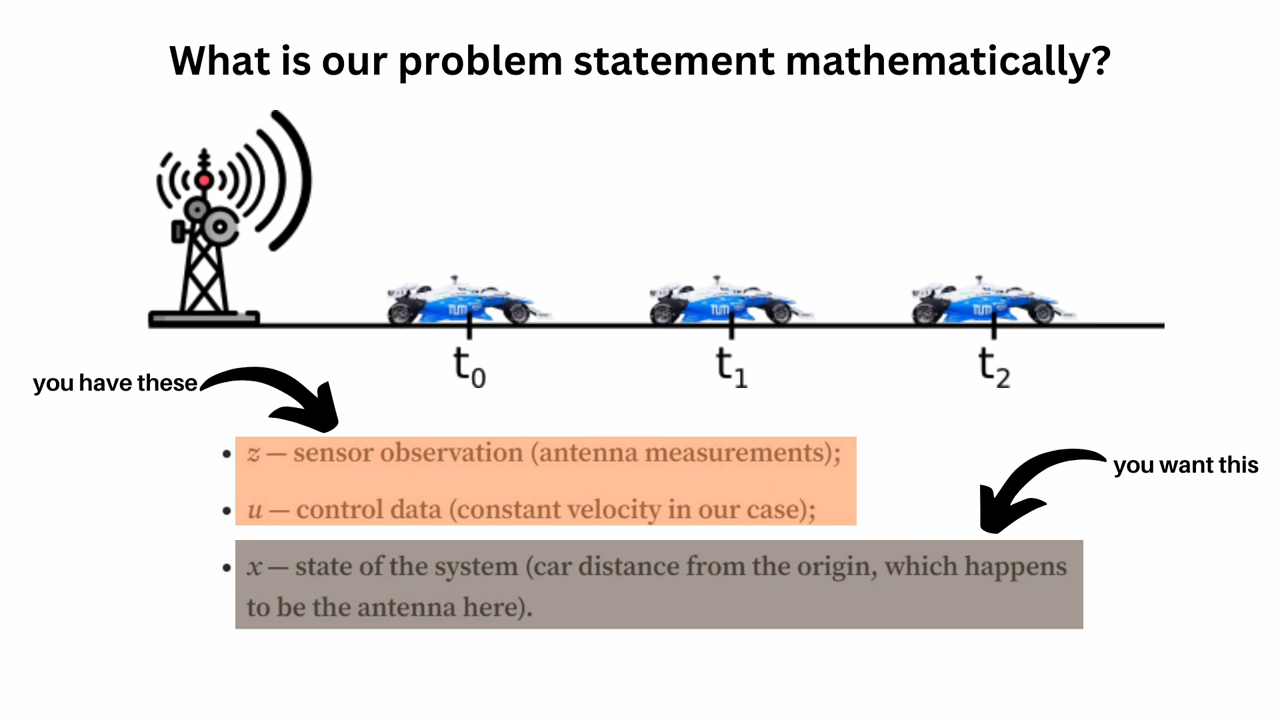 What is our problem statement mathematically?
TUM TUM TUM
t0 t1 t2
you have these
• z — sensor observation (antenna measurements);
you want this
• u — control data (constant velocity in our case);
• x — state of the system (car distance from the origin, which happens
to be the antenna here).